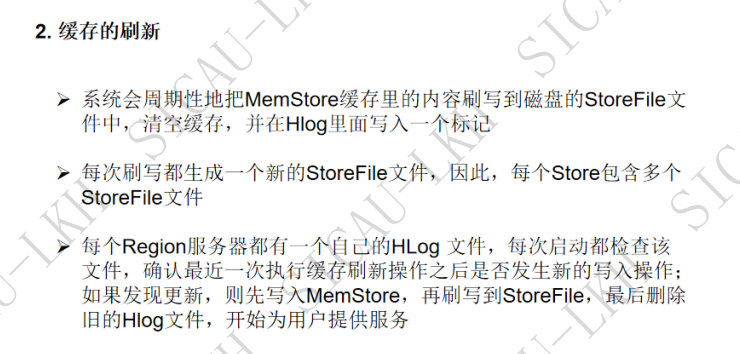 2. 缓存的刷新
➢ 系统会周期性地把MemStore缓存里的内容刷写到磁盘的StoreFile文
件中，清空缓存，并在Hlog里面写入一个标记
➢ 每次刷写都生成一个新的StoreFile文件，因此，每个Store包含多个
StoreFile文件
➢ 每个Region服务器都有一个自己的HLog 文件，每次启动都检查该
文件，确认最近一次执行缓存刷新操作之后是否发生新的写入操作；
如果发现更新，则先写入MemStore，再刷写到StoreFile，最后删除
旧的Hlog文件，开始为用户提供服务
SICAU-LKH